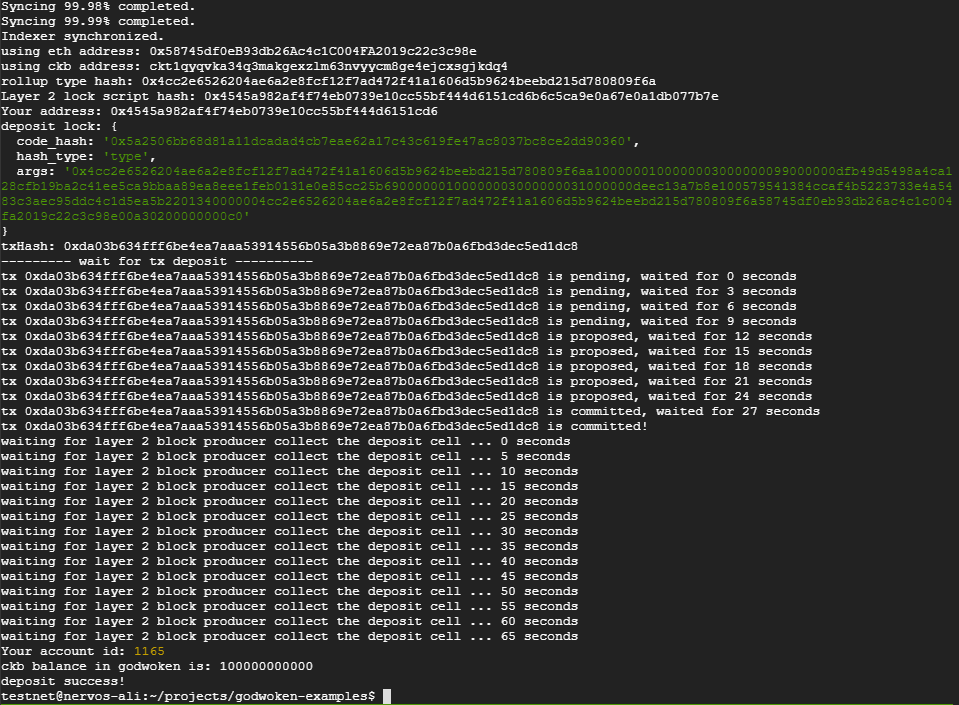 Syncing 99.98% completed.
Syncing 99.99% completed.
Indexer synchronized.
using eth address: 0x58745df0eB93db26Ac4c1C004FA2019c22c3c98e
using ckb address: ckt1qyqvka34q3makgexzlm63nvyycm8ge4ejcxsgjkdq4
rollup type hash: 0x4cc2e6526204ae6a2e8fcf12f7ad472f41a1606d5b9624beebd215d780809f6a
Layer 2 lock script hash: 0x4545a982af4f74eb0739e10cc55bf444d6151cd6b6c5ca9e0a67e0a1db077b7e
Your address: 0x4545a982af4f74eb0739e10cc55bf444d6151cd6
deposit lock: {
  code_hash: '0x5a2506bb68d81a11dcadad4cb7eae62a17c43c619fe47ac8037bc8ce2dd90360',
  hash_type: 'type',
  args: '0x4cc2e6526204ae6a2e8fcf12f7ad472f41a1606d5b9624beebd215d780809f6aa10000001000000003000000099000000dfb49d5498a4ca1
28cfb19ba2c41ee5ca9bbaa89ea8eee1feb0131e0e85cc25b690000001000000003000000031000000deec13a7b8e100579541384ccaf4b5223733e4a54
83c3aec95ddc4c1d5ea5b2201340000004cc2e6526204ae6a2e8fcf12f7ad472f41a1606d5b9624beebd215d780809f6a58745df0eb93db26ac4c1c004
fa2019c22c3c98e00a30200000000c0'
}
txHash: 0xda03b634fff6be4ea7aaa53914556b05a3b8869e72ea87b0a6fbd3dec5ed1dc8
--------- wait for tx deposit ----------
tx 0xda03b634fff6be4ea7aaa53914556b05a3b8869e72ea87b0a6fbd3dec5ed1dc8 is pending, waited for 0 seconds
tx 0xda03b634fff6be4ea7aaa53914556b05a3b8869e72ea87b0a6fbd3dec5ed1dc8 is pending, waited for 3 seconds
tx 0xda03b634fff6be4ea7aaa53914556b05a3b8869e72ea87b0a6fbd3dec5ed1dc8 is pending, waited for 6 seconds
tx 0xda03b634fff6be4ea7aaa53914556b05a3b8869e72ea87b0a6fbd3dec5ed1dc8 is pending, waited for 9 seconds
tx 0xda03b634fff6be4ea7aaa53914556b05a3b8869e72ea87b0a6fbd3dec5ed1dc8 is proposed, waited for 12 seconds
tx 0xda03b634fff6be4ea7aaa53914556b05a3b8869e72ea87b0a6fbd3dec5ed1dc8 is proposed, waited for 15 seconds
tx 0xda03b634fff6be4ea7aaa53914556b05a3b8869e72ea87b0a6fbd3dec5ed1dc8 is proposed, waited for 18 seconds
tx 0xda03b634fff6be4ea7aaa53914556b05a3b8869e72ea87b0a6fbd3dec5ed1dc8 is proposed, waited for 21 seconds
tx 0xda03b634fff6be4ea7aaa53914556b05a3b8869e72ea87b0a6fbd3dec5ed1dc8 is proposed, waited for 24 seconds
tx 0xda03b634fff6be4ea7aaa53914556b05a3b8869e72ea87b0a6fbd3dec5ed1dc8 is committed, waited for 27 seconds
tx 0xda03b634fff6be4ea7aaa53914556b05a3b8869e72ea87b0a6fbd3dec5ed1dc8 is committed!
waiting for layer 2 block producer collect the deposit cell ... 0 seconds
waiting for layer 2 block producer collect the deposit cell ... 5 seconds
waiting for layer 2 block producer collect the deposit cell ... 10 seconds
waiting for layer 2 block producer collect the deposit cell ... 15 seconds
waiting for layer 2 block producer collect the deposit cell ... 20 seconds
waiting for layer 2 block producer collect the deposit cell ... 25 seconds
waiting for layer 2 block producer collect the deposit cell ... 30 seconds
waiting for layer 2 block producer collect the deposit cell ... 35 seconds
waiting for layer 2 block producer collect the deposit cell ... 40 seconds
waiting for layer 2 block producer collect the deposit cell ... 45 seconds
waiting for layer 2 block producer collect the deposit cell ... 50 seconds
waiting for layer 2 block producer collect the deposit cell ... 55 seconds
waiting for layer 2 block producer collect the deposit cell ... 60 seconds
waiting for layer 2 block producer collect the deposit cell ... 65 seconds
Your account id: 1165
ckb balance in godwoken is: 100000000000
deposit success!
testnet@nervos-ali:~/projects/godwoken-examples$